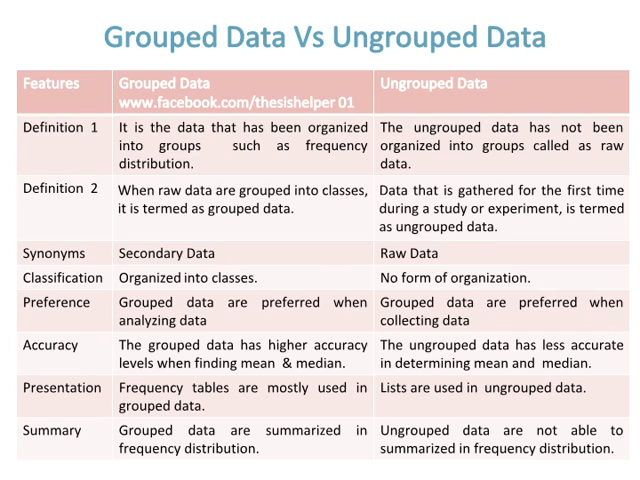 Grouped Data Vs Ungrouped Data
Features
Grouped Data
www.facebook.com/thesishelper 01
Ungrouped Data
Definition 1
It is the data that has been organized
into groups such as frequency
distribution.
The ungrouped data has not been
organized into groups called as raw
data.
Definition 2
When raw data are grouped into classes,
it is termed as grouped data.
Data that is gathered for the first time
during a study or experiment, is termed
as ungrouped data.
Synonyms
Secondary Data
Raw Data
Classification
Organized into classes.
No form of organization.
Preference
Grouped data are preferred when
analyzing data
Grouped data are preferred when
collecting data
Accuracy
The grouped data has higher accuracy
levels when finding mean & median.
The ungrouped data has less accurate
in determining mean and median.
Presentation
Frequency tables are mostly used in
grouped data.
Lists are used in ungrouped data.
Summary
Grouped data are summarized in
frequency distribution.
Ungrouped data are not able to
summarized in frequency distribution.